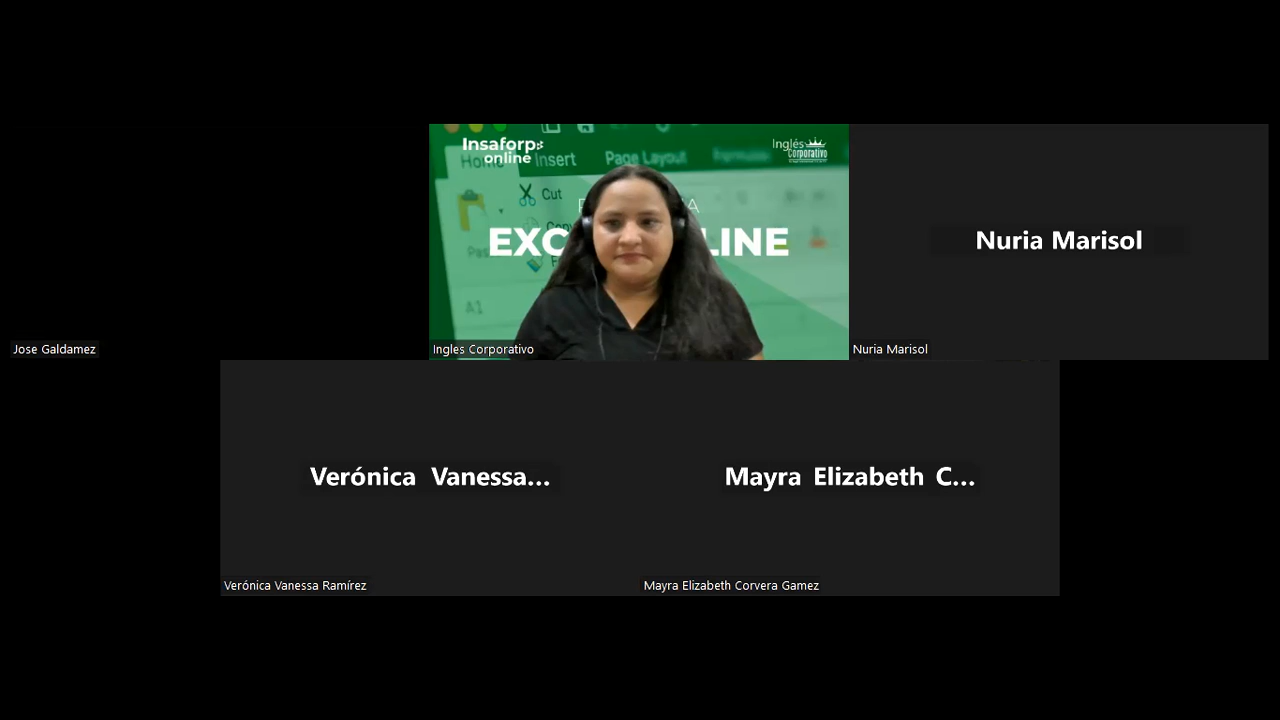 Insaforp
online
Home
Insert
Page Layout
Inglés
Corporativo
Cut
EXC LINE
A1
Nuria Marisol
Jose Galdamez
Ingles Corporativo
Nuria Marisol
Verónica Vanessa...
Mayra Elizabeth C...
Verónica Vanessa Ramírez
Mayra Elizabeth Corvera Gamez